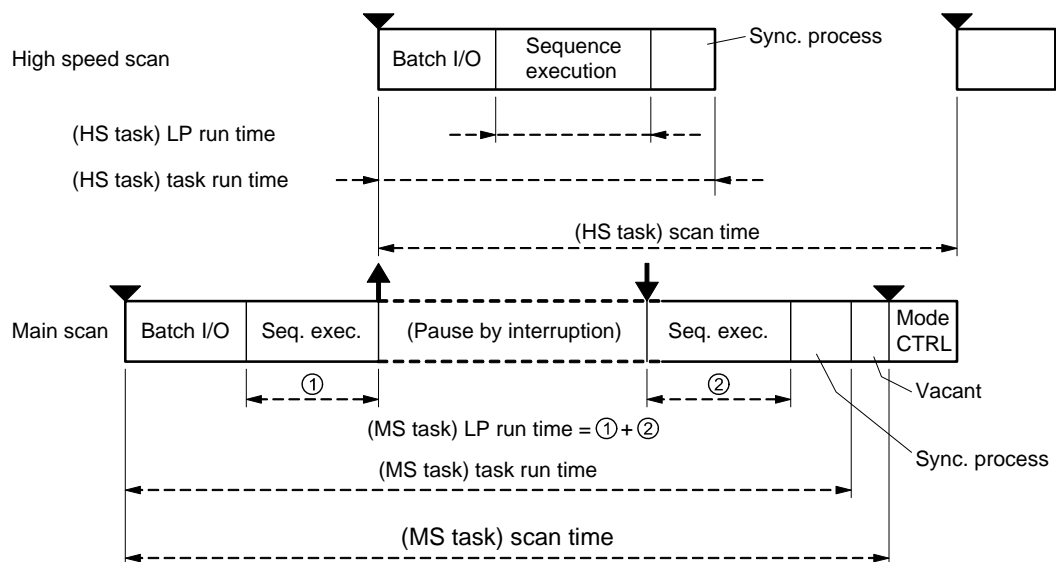 High speed scan
Batch I/O
Sequence
execution
Sync. process
(HS task) LP run time
(HS task) task run time
(HS task) scan time
Main scan
Batch I/O
Seq. exec.
(Pause by interruption)
Seq. exec.
Mode
CTRL
①
②
Vacant
(MS task) LP run time = ① + ②
Sync. process
(MS task) task run time
(MS task) scan time